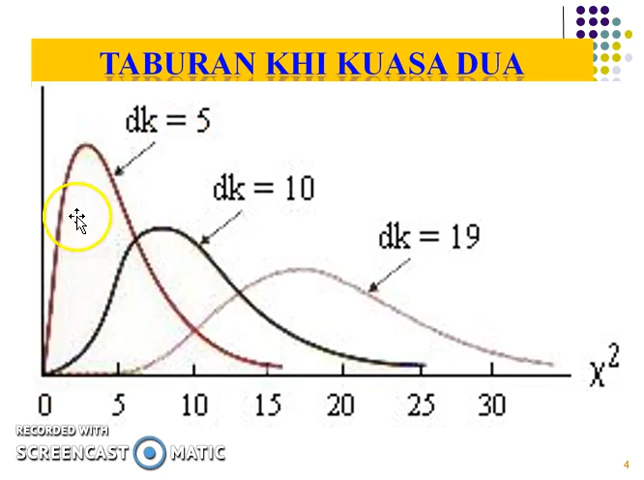 TABURAN KHI KUASA DUA
dk = 5
dk = 10
dk = 19
χ²
0 5 10 15 20 25 30
RECORDED WITH
SCREENCAST MATIC
4